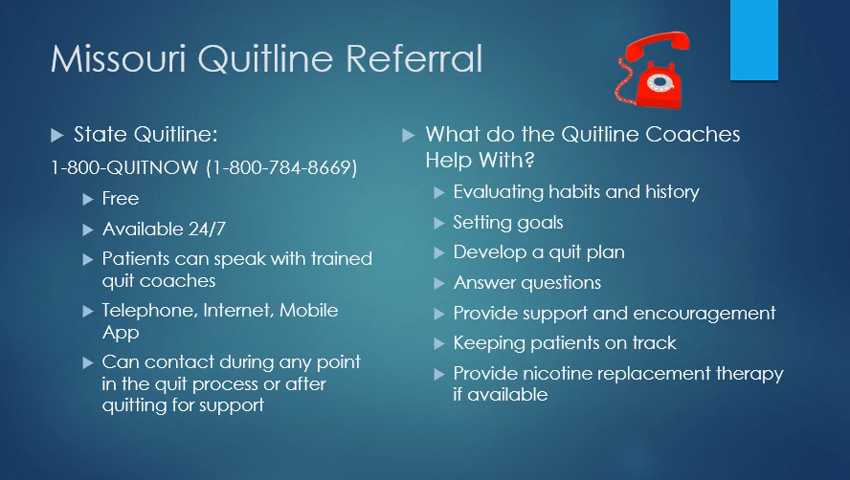 Missouri Quitline Referral
State Quitline:
1-800-QUITNOW (1-800-784-8669)
Free
Available 24/7
Patients can speak with trained
quit coaches
Telephone, Internet, Mobile
App
Can contact during any point
in the quit process or after
quitting for support
What do the Quitline Coaches
Help With?
Evaluating habits and history
Setting goals
Develop a quit plan
Answer questions
Provide support and encouragement
Keeping patients on track
Provide nicotine replacement therapy
if available